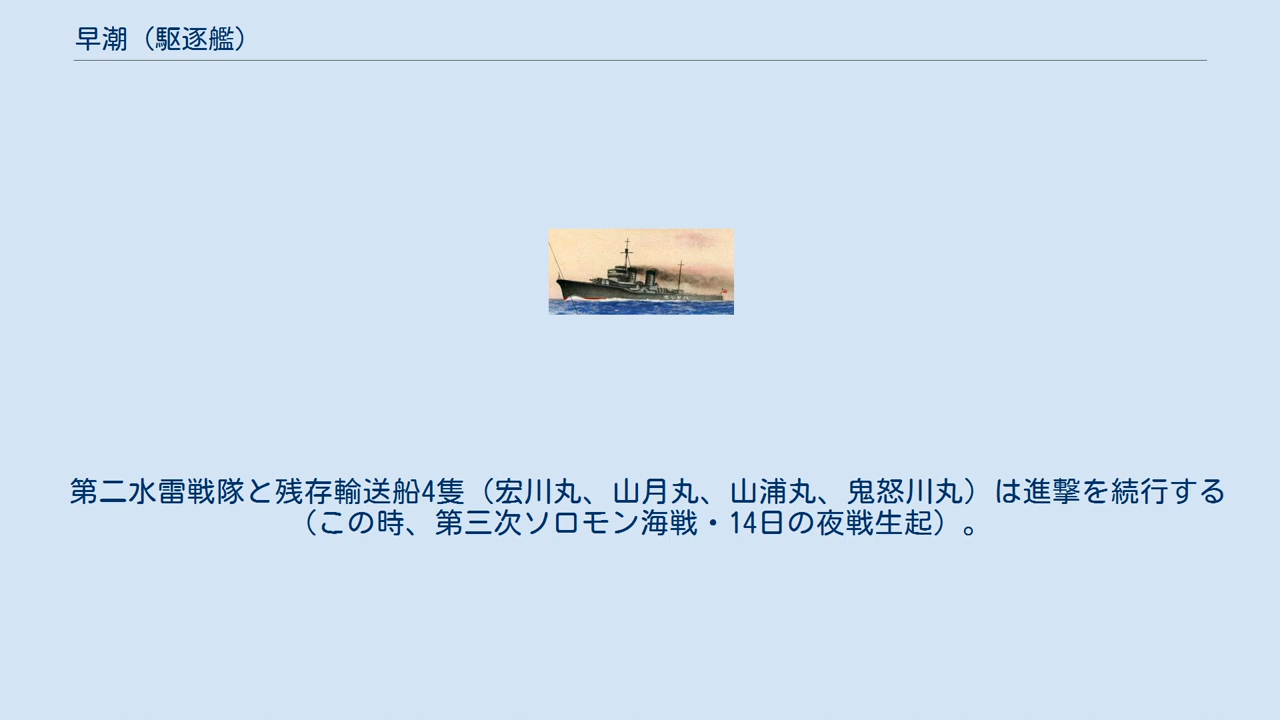 早潮（駆逐艦）
第二水雷戦隊と残存輸送船4隻（宏川丸、山月丸、山浦丸、鬼怒川丸）は進撃を続行する
（この時、第三次ソロモン海戦・14日の夜戦生起）。